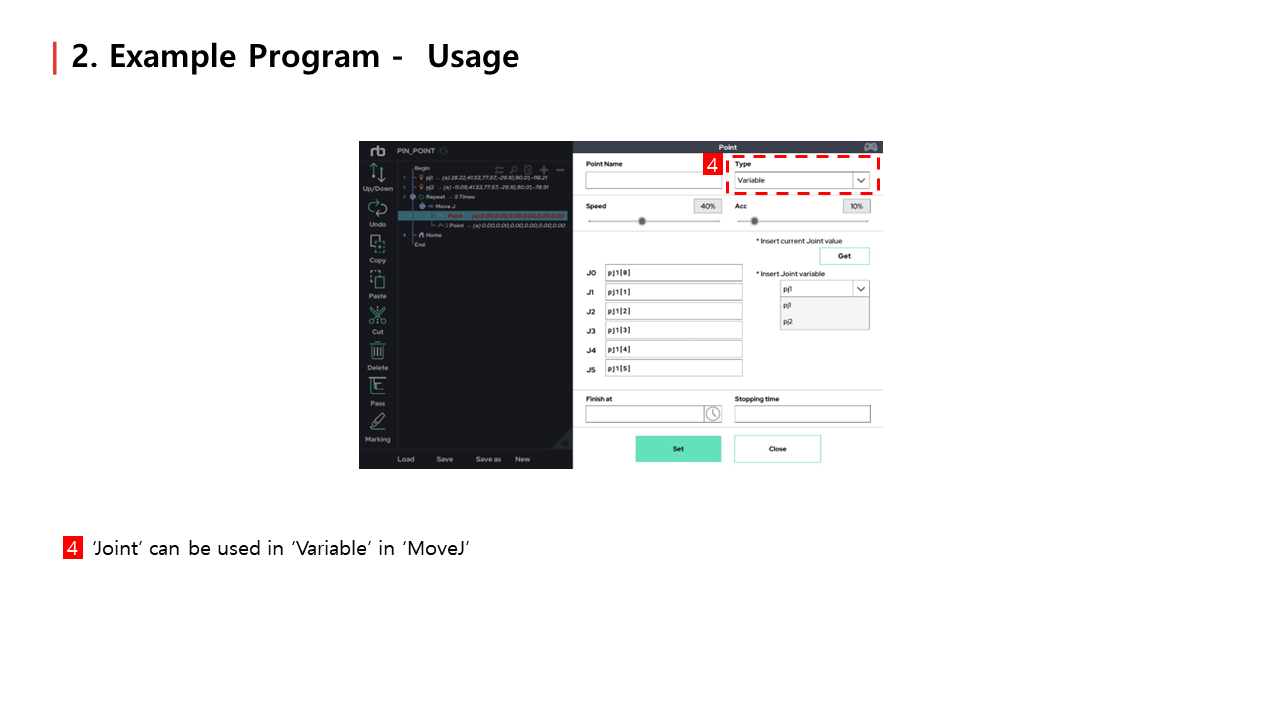 2. Example Program - Usage
rb PIN_POINT
Begin
1 pj1 .. (a) 28.22,41.53,77.57,-29.10,90.01,-118.21
2 pj2 .. (a) -11.09,41.53,77.57,-29.10,90.01,-78.91
3 Repeat .. 5 Times
Move J
Point .. (a) 0.00,0.00,0.00,0.00,0.00,0.00
Point .. (a) 0.00,0.00,0.00,0.00,0.00,0.00
4 Home
End
Up/Down
Undo
Copy
Paste
Cut
Delete
Pass
Marking
Load Save Save as New
Point
Point Name
4
Type
Variable
Speed 40% Acc 10%
* Insert current Joint value
Get
* Insert Joint variable
pj1
pj1
pj2
J0 pj1[0]
J1 pj1[1]
J2 pj1[2]
J3 pj1[3]
J4 pj1[4]
J5 pj1[5]
Finish at Stopping time
Set Close
4 ‘Joint’ can be used in ‘Variable’ in ‘MoveJ’